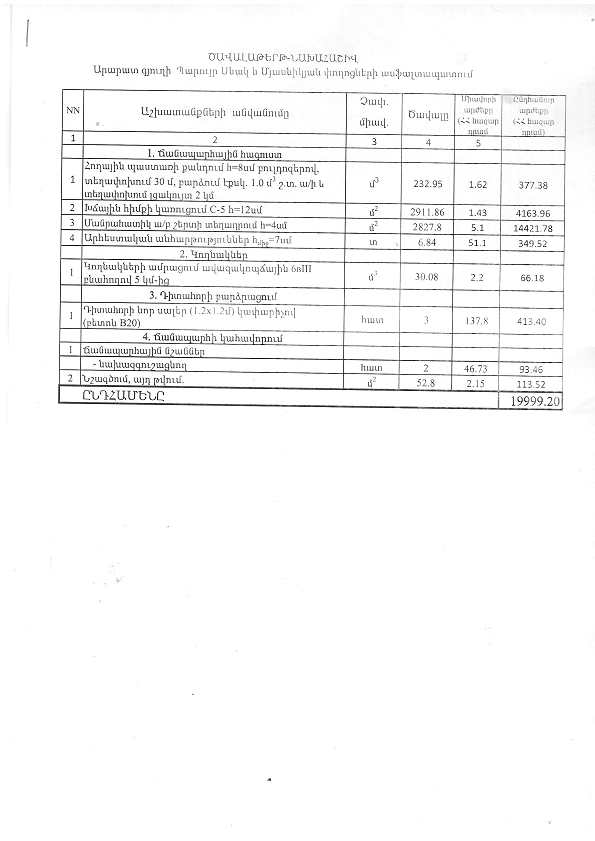 ԾԱՎԱԼԱԹԵՐԹ-ՆԱԽԱՀԱՇԻՎ
Արարատ գյուղի Պարույր Սևակ և Մյասնիկյան փողոցների ասֆալտապատում
NN Աշխատանքների անվանումը Չափ. միավ. Ծավալը Միավորի արժեքը (ՀՀ հազար դրամ Ընդհանուր արժեքը (ՀՀ հազար դրամ)
1 2 3 4 5
1. Ճանապարհային հագուստ
1 Հողային պաստառի քանդում h=8սմ բուլդոզերով,
տեղափոխում 30 մ, բարձում էքսկ. 1.0 մ³ շ.տ. ա/ի և մ³ 232.95 1.62 377.38
տեղափոխում լցակույտ 2 կմ
2 Խճային հիմքի կառուցում C-5 h=12սմ մ² 2911.86 1.43 4163.96
3 Մանրահատիկ ա/բ շերտի տեղադրում h=4սմ մ² 2827.8 5.1 14421.78
4 Արհեստական անհարթություններ hմիջ=7սմ տ 6.84 51.1 349.52
2. Կողնակներ
1 Կողնակների ամրացում ավազակոպճային 6вIII
բնահողով 5 կմ-ից մ³ 30.08 2.2 66.18
3. Դիտահորի բարձրացում
1 Դիտահորի նոր սալեր (1.2x1.2մ) կափարիչով
(բետոն B20) հատ 3 137.8 413.40
4. Ճանապարհի կահավորում
1 Ճանապարհային նշաններ
- նախազգուշացնող հատ 2 46.73 93.46
2 Նշագծում, այդ թվում. մ² 52.8 2.15 113.52
ԸՆԴՀԱՄԵՆԸ 19999.20